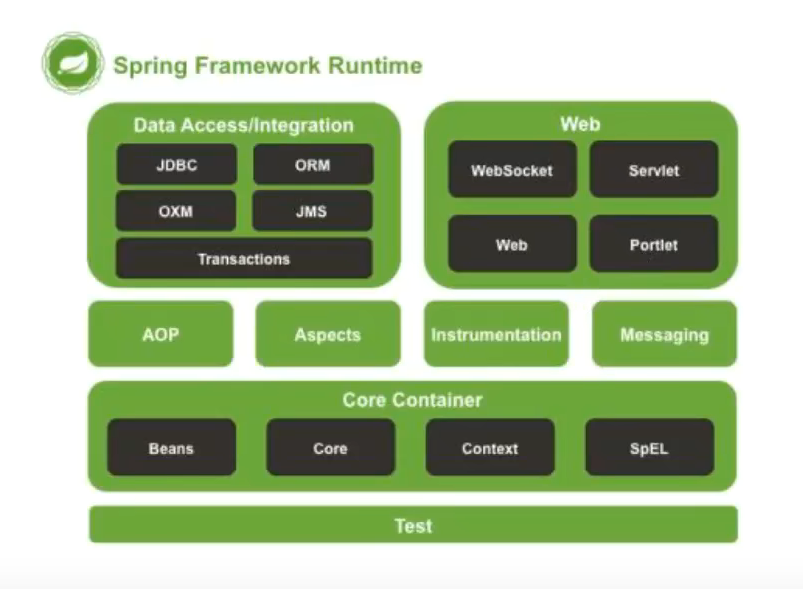 Spring Framework Runtime
Data Access/Integration
JDBC
ORM
OXM
JMS
Transactions
Web
WebSocket
Servlet
Web
Portlet
AOP
Aspects
Instrumentation
Messaging
Core Container
Beans
Core
Context
SpEL
Test